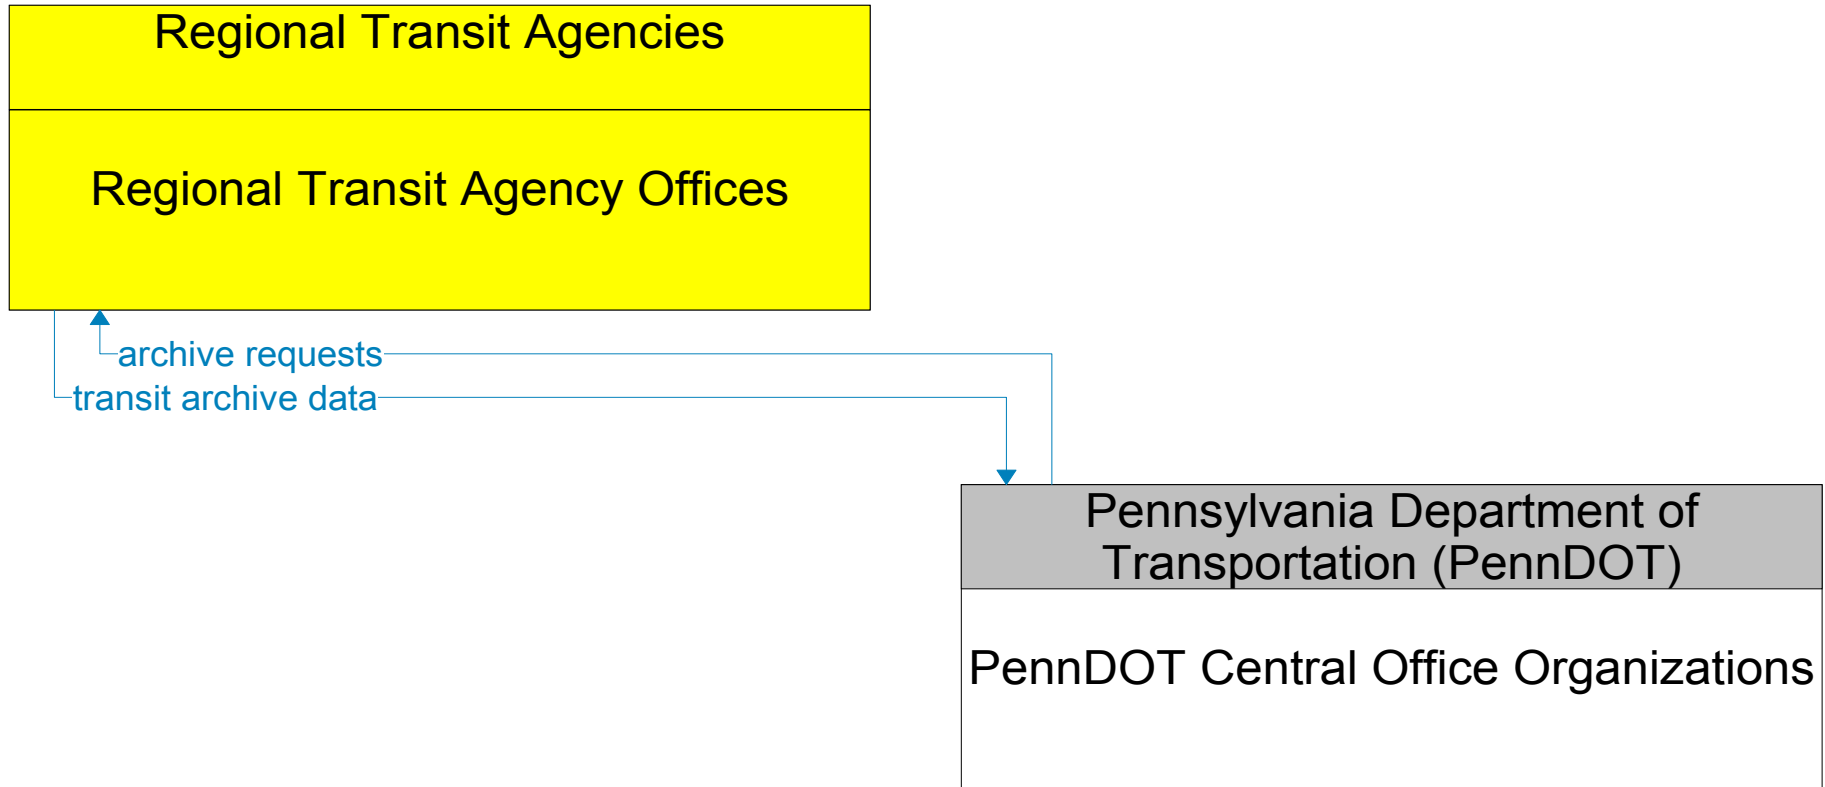 Regional Transit Agencies
Regional Transit Agency Offices
archive requests
transit archive data
Pennsylvania Department of
Transportation (PennDOT)
PennDOT Central Office Organizations